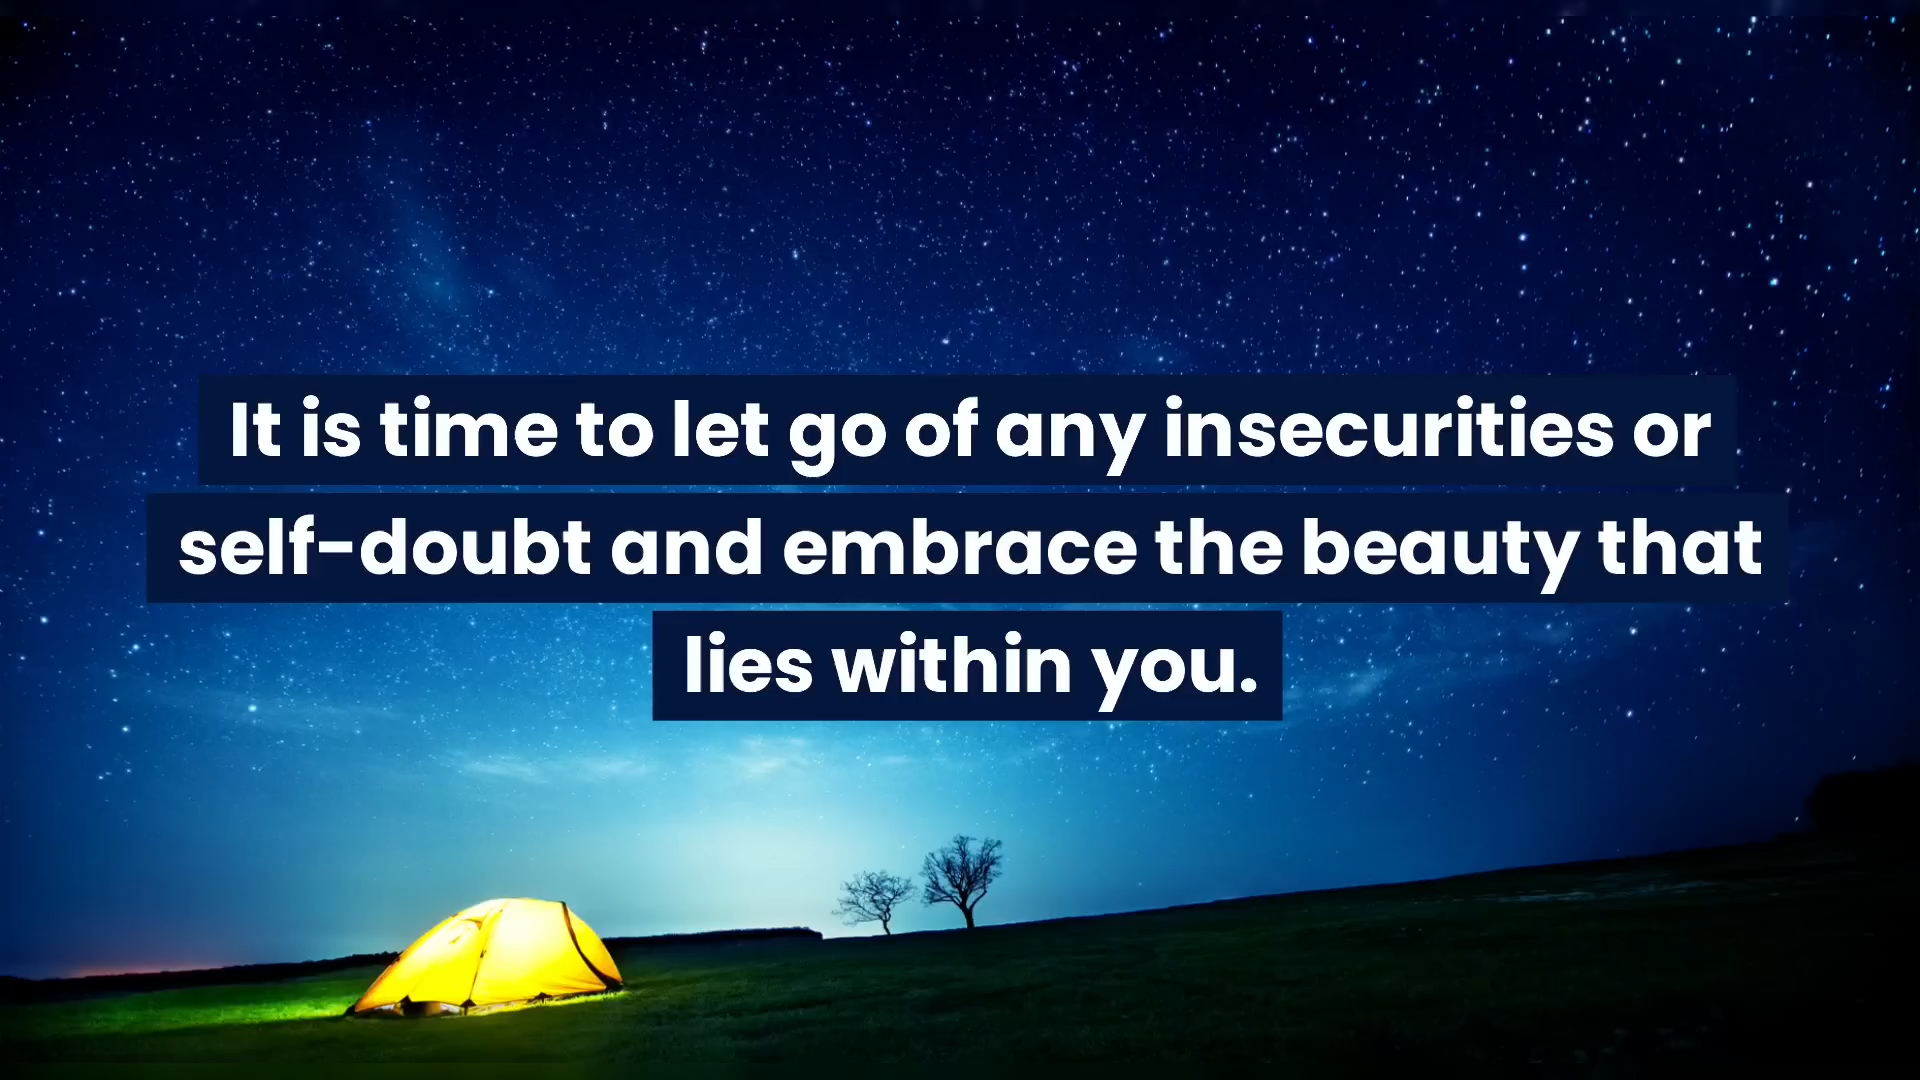 It is time to let go of any insecurities or
self-doubt and embrace the beauty that
lies within you.